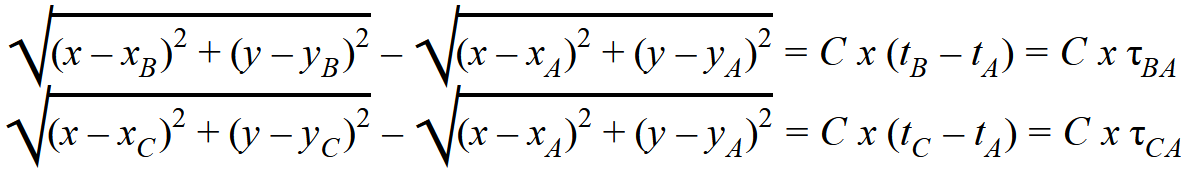 √(x – x_B)² + (y – y_B)² – √(x – x_A)² + (y – y_A)² = C x (t_B – t_A) = C x τ_BA
√(x – x_C)² + (y – y_C)² – √(x – x_A)² + (y – y_A)² = C x (t_C – t_A) = C x τ_CA